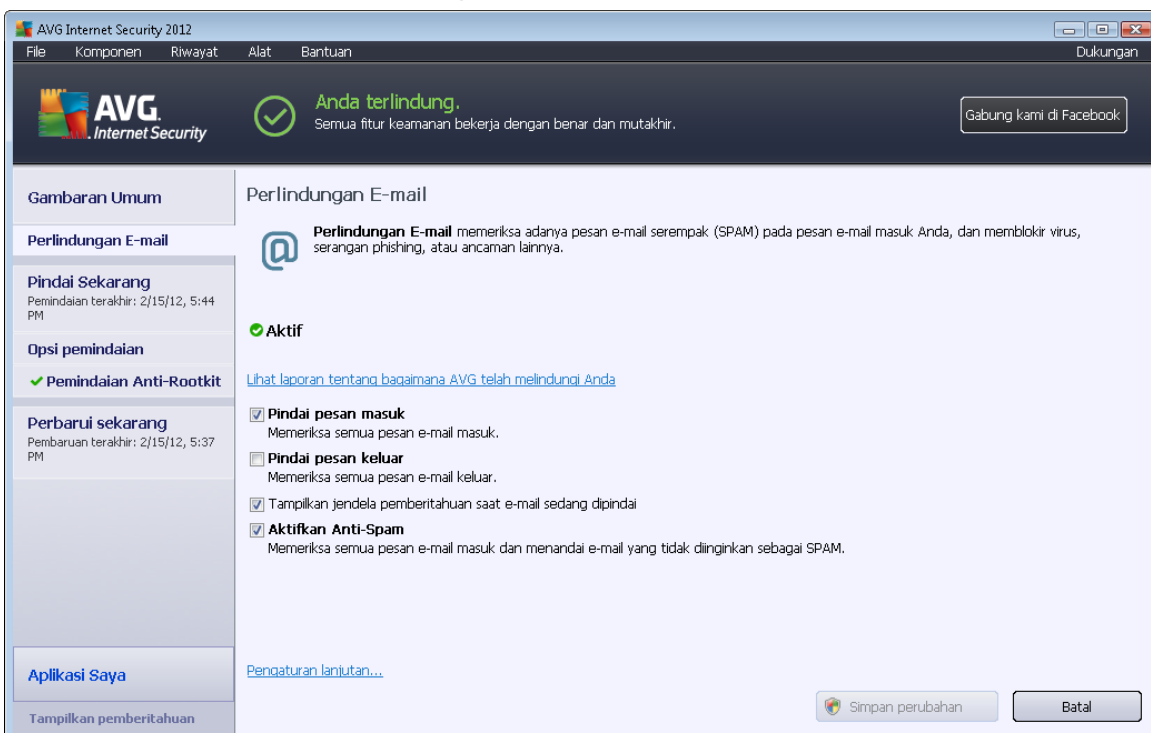 AVG Internet Security 2012
File Komponen Riwayat Alat Bantuan Dukungan
AVG.
Internet Security
Anda terlindung.
Semua fitur keamanan bekerja dengan benar dan mutakhir.
Gabung kami di Facebook
Gambaran Umum
Perlindungan E-mail
Pindai Sekarang
Pemindaian terakhir: 2/15/12, 5:44
PM
Opsi pemindaian
Pemindaian Anti-Rootkit
Perbarui sekarang
Pembaruan terakhir: 2/15/12, 5:37
PM
Aplikasi Saya
Tampilkan pemberitahuan
Perlindungan E-mail
Perlindungan E-mail memeriksa adanya pesan e-mail serempak (SPAM) pada pesan e-mail masuk Anda, dan memblokir virus,
serangan phishing, atau ancaman lainnya.
Aktif
Lihat laporan tentang bagaimana AVG telah melindungi Anda
Pindai pesan masuk
Memeriksa semua pesan e-mail masuk.
Pindai pesan keluar
Memeriksa semua pesan e-mail keluar.
Tampilkan jendela pemberitahuan saat e-mail sedang dipindai
Aktifkan Anti-Spam
Memeriksa semua pesan e-mail masuk dan menandai e-mail yang tidak diinginkan sebagai SPAM.
Pengaturan lanjutan...
Simpan perubahan
Batal